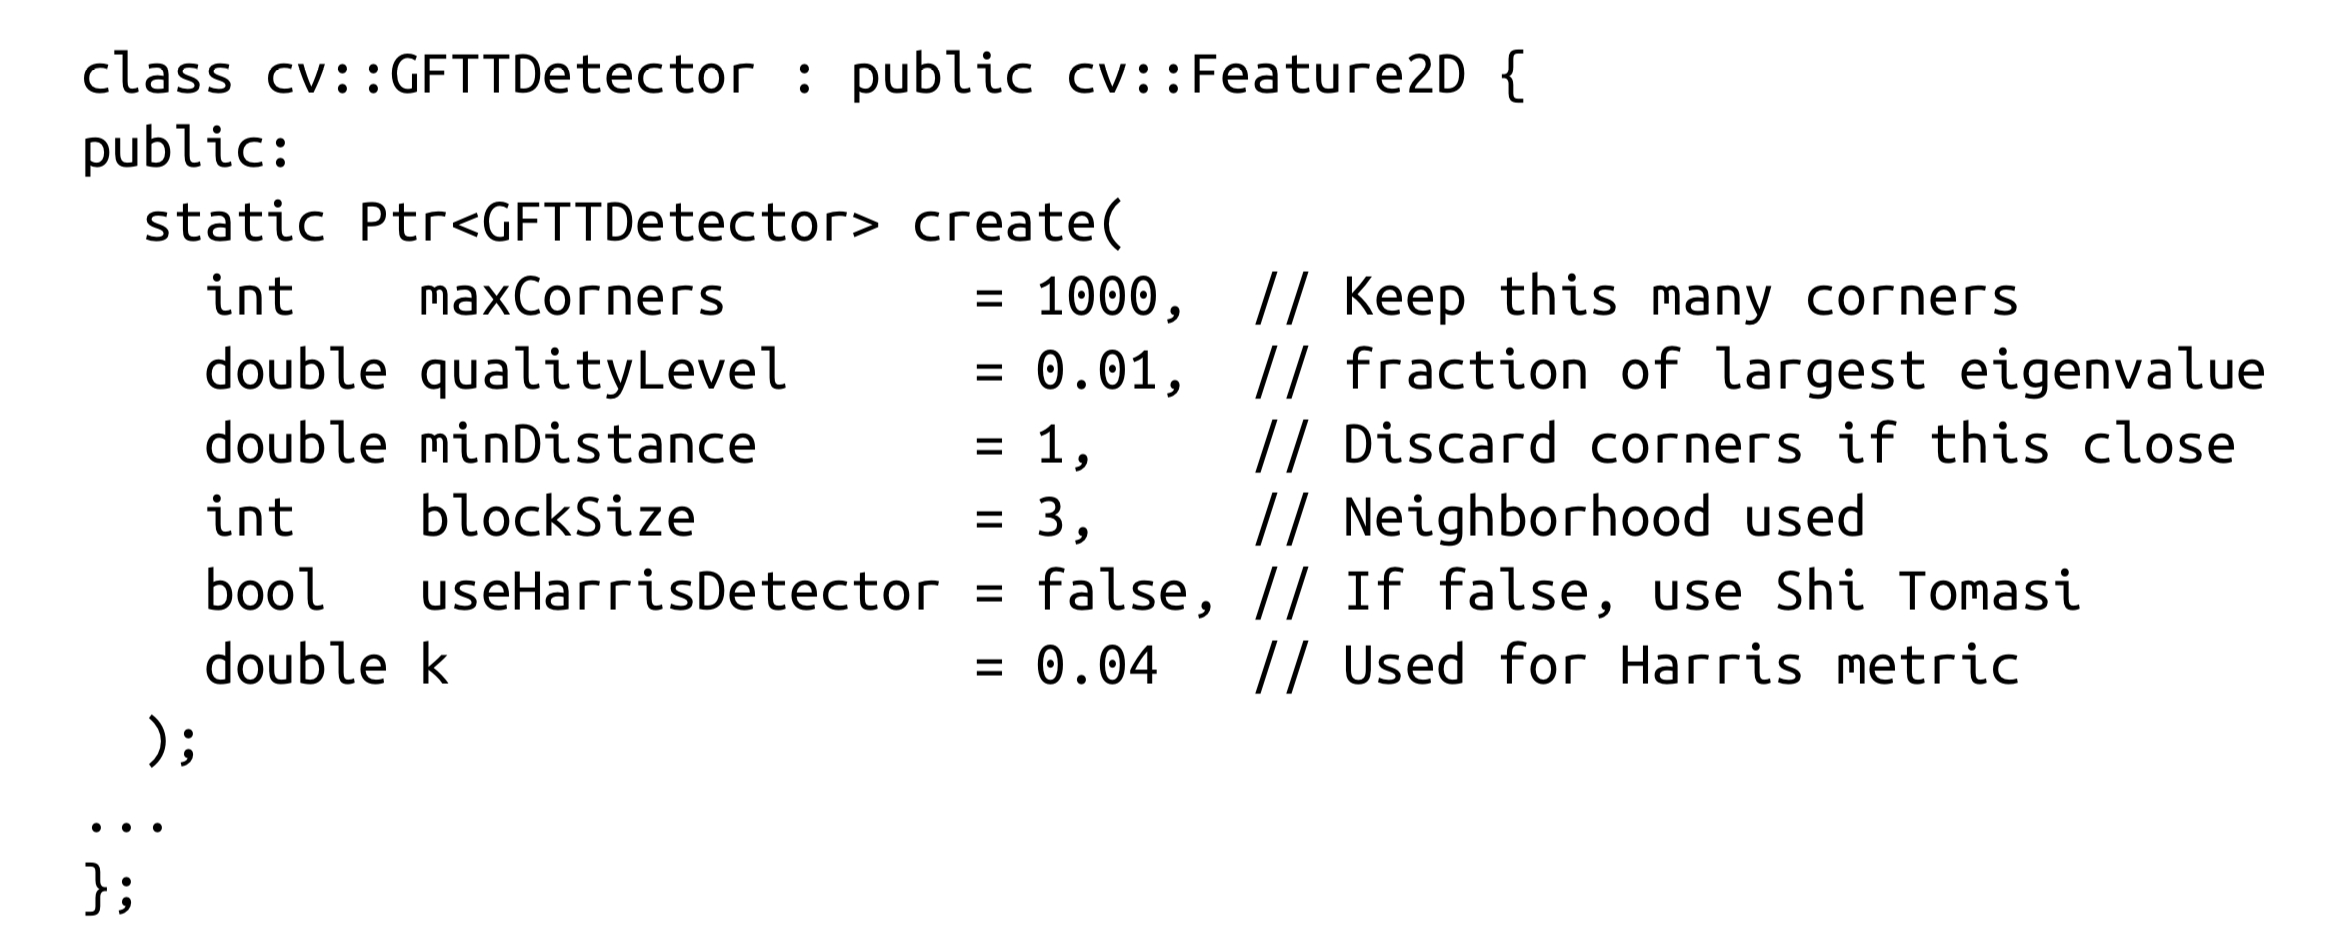 class cv::GFTTDetector : public cv::Feature2D {
public:
  static Ptr<GFTTDetector> create(
    int    maxCorners        = 1000,  // Keep this many corners
    double qualityLevel      = 0.01,  // fraction of largest eigenvalue
    double minDistance       = 1,     // Discard corners if this close
    int    blockSize         = 3,     // Neighborhood used
    bool   useHarrisDetector = false, // If false, use Shi Tomasi
    double k                 = 0.04   // Used for Harris metric
  );
...
};